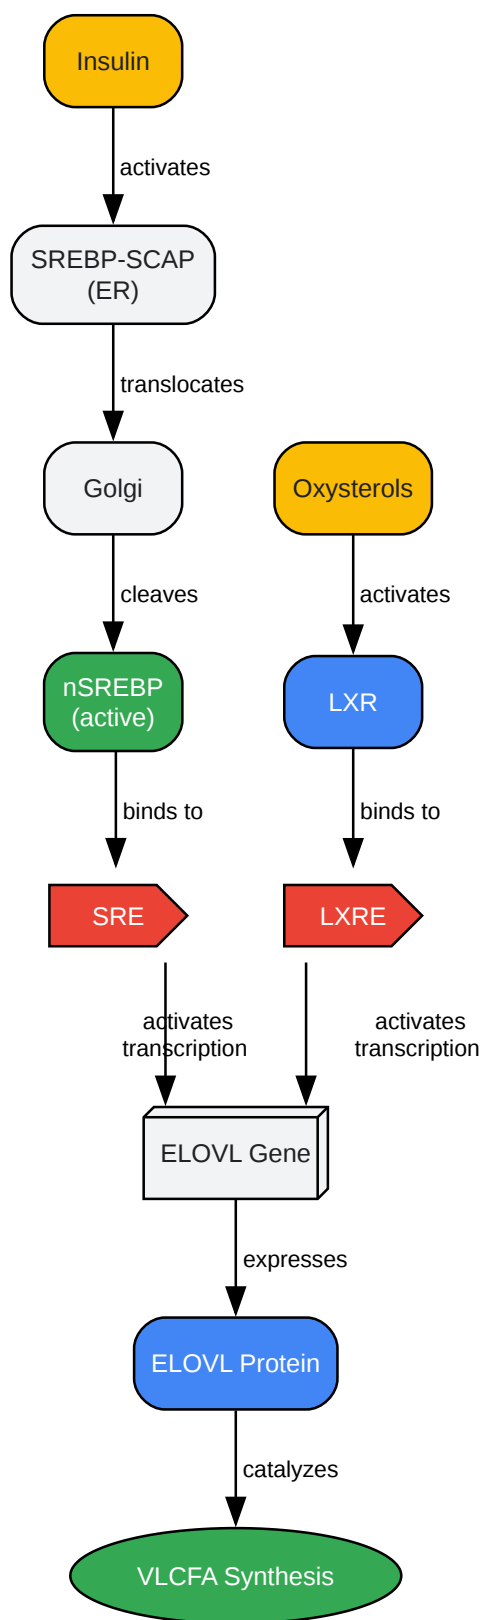 Insulin
activates
SREBP-SCAP
(ER)
translocates
Golgi
Oxysterols
cleaves
activates
nSREBP
(active)
LXR
binds to
binds to
SRE
LXRE
activates
transcription
activates
transcription
ELOVL Gene
expresses
ELOVL Protein
catalyzes
VLCFA Synthesis